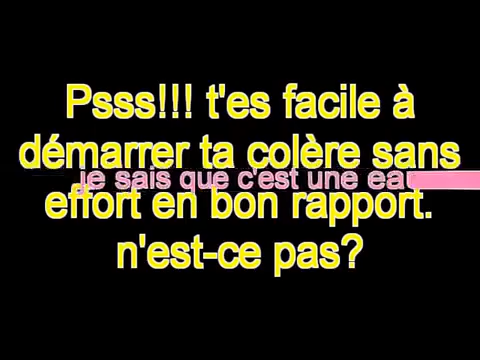 Psss!!! t'es facile à
démarrer ta colère sans
je sais que c'est une eau
effort en bon rapport.
n'est-ce pas?